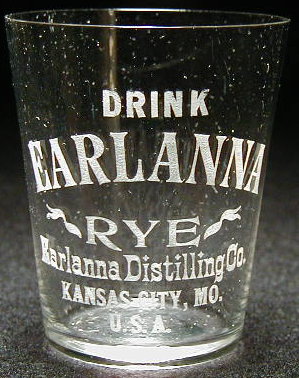 DRINK
EARLANNA
RYE
Earlanna Distilling Co.
KANSAS CITY, MO.
U.S.A.